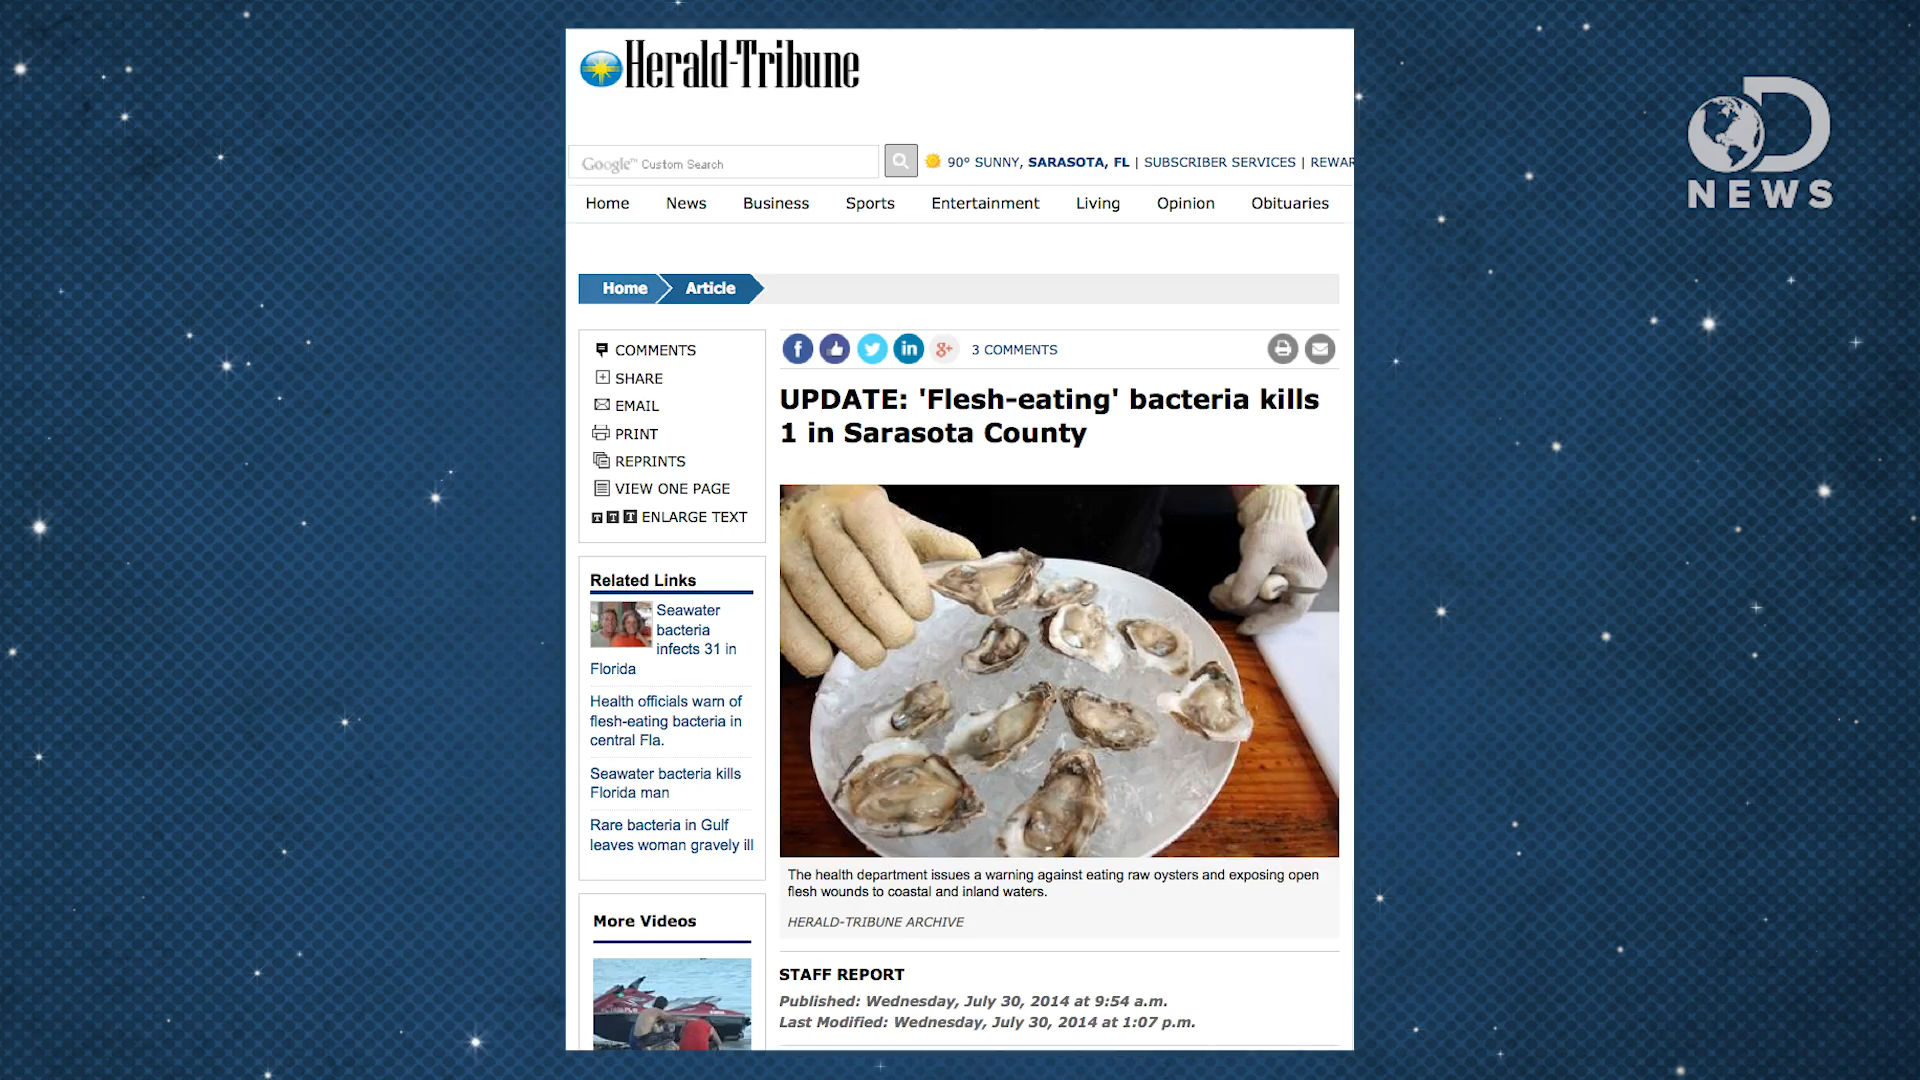 Herald-Tribune
D
NEWS
Google™ Custom Search
90° SUNNY, SARASOTA, FL | SUBSCRIBER SERVICES | REWAR
Home News Business Sports Entertainment Living Opinion Obituaries
Home Article
COMMENTS
SHARE
EMAIL
PRINT
REPRINTS
VIEW ONE PAGE
T T T ENLARGE TEXT
Related Links
Seawater
bacteria
infects 31 in
Florida
Health officials warn of
flesh-eating bacteria in
central Fla.
Seawater bacteria kills
Florida man
Rare bacteria in Gulf
leaves woman gravely ill
More Videos
f in 8+ 3 COMMENTS
UPDATE: 'Flesh-eating' bacteria kills
1 in Sarasota County
The health department issues a warning against eating raw oysters and exposing open
flesh wounds to coastal and inland waters.
HERALD-TRIBUNE ARCHIVE
STAFF REPORT
Published: Wednesday, July 30, 2014 at 9:54 a.m.
Last Modified: Wednesday, July 30, 2014 at 1:07 p.m.